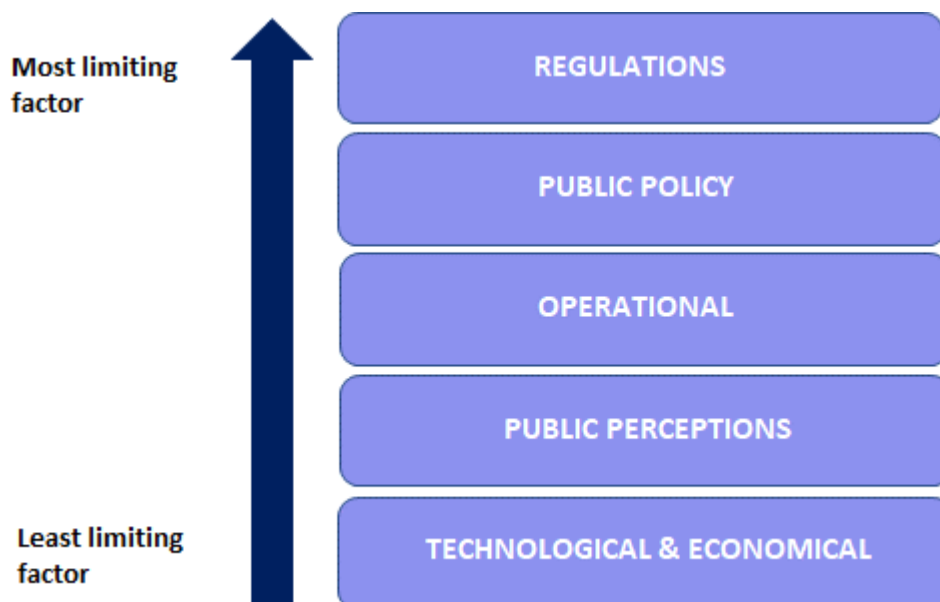 Most limiting
factor
REGULATIONS
PUBLIC POLICY
OPERATIONAL
PUBLIC PERCEPTIONS
Least limiting
factor
TECHNOLOGICAL & ECONOMICAL